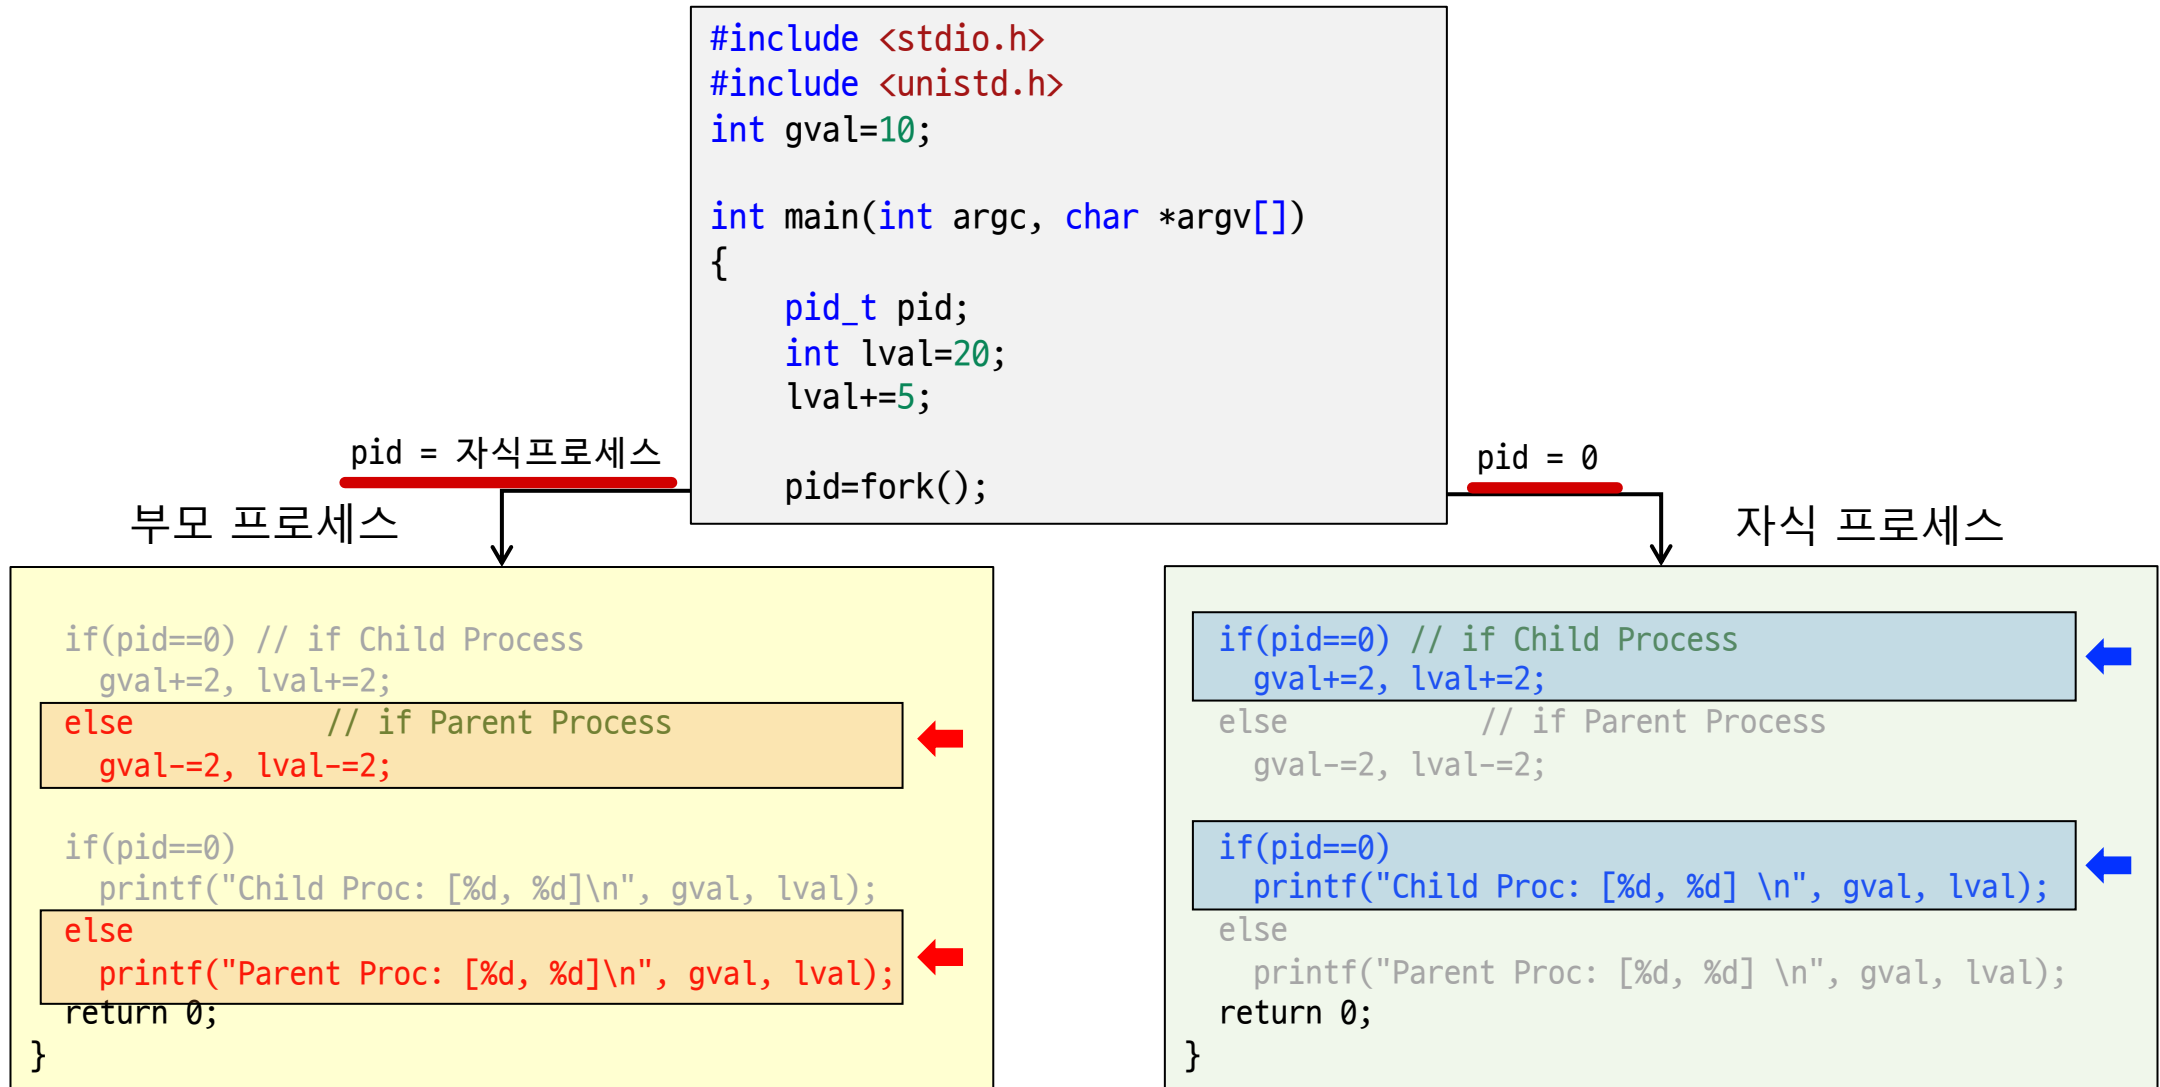 #include <stdio.h>
#include <unistd.h>
int gval=10;
int main(int argc, char *argv[])
{
pid_t pid;
int lval=20;
lval+=5;
pid=fork();
pid = 자식프로세스
pid = 0
부모 프로세스
자식 프로세스
if(pid==0) // if Child Process
gval+=2, lval+=2;
else // if Parent Process
gval-=2, lval-=2;
if(pid==0)
printf("Child Proc: [%d, %d]\n", gval, lval);
else
printf("Parent Proc: [%d, %d]\n", gval, lval);
return 0;
}
if(pid==0) // if Child Process
gval+=2, lval+=2;
else // if Parent Process
gval-=2, lval-=2;
if(pid==0)
printf("Child Proc: [%d, %d] \n", gval, lval);
else
printf("Parent Proc: [%d, %d] \n", gval, lval);
return 0;
}